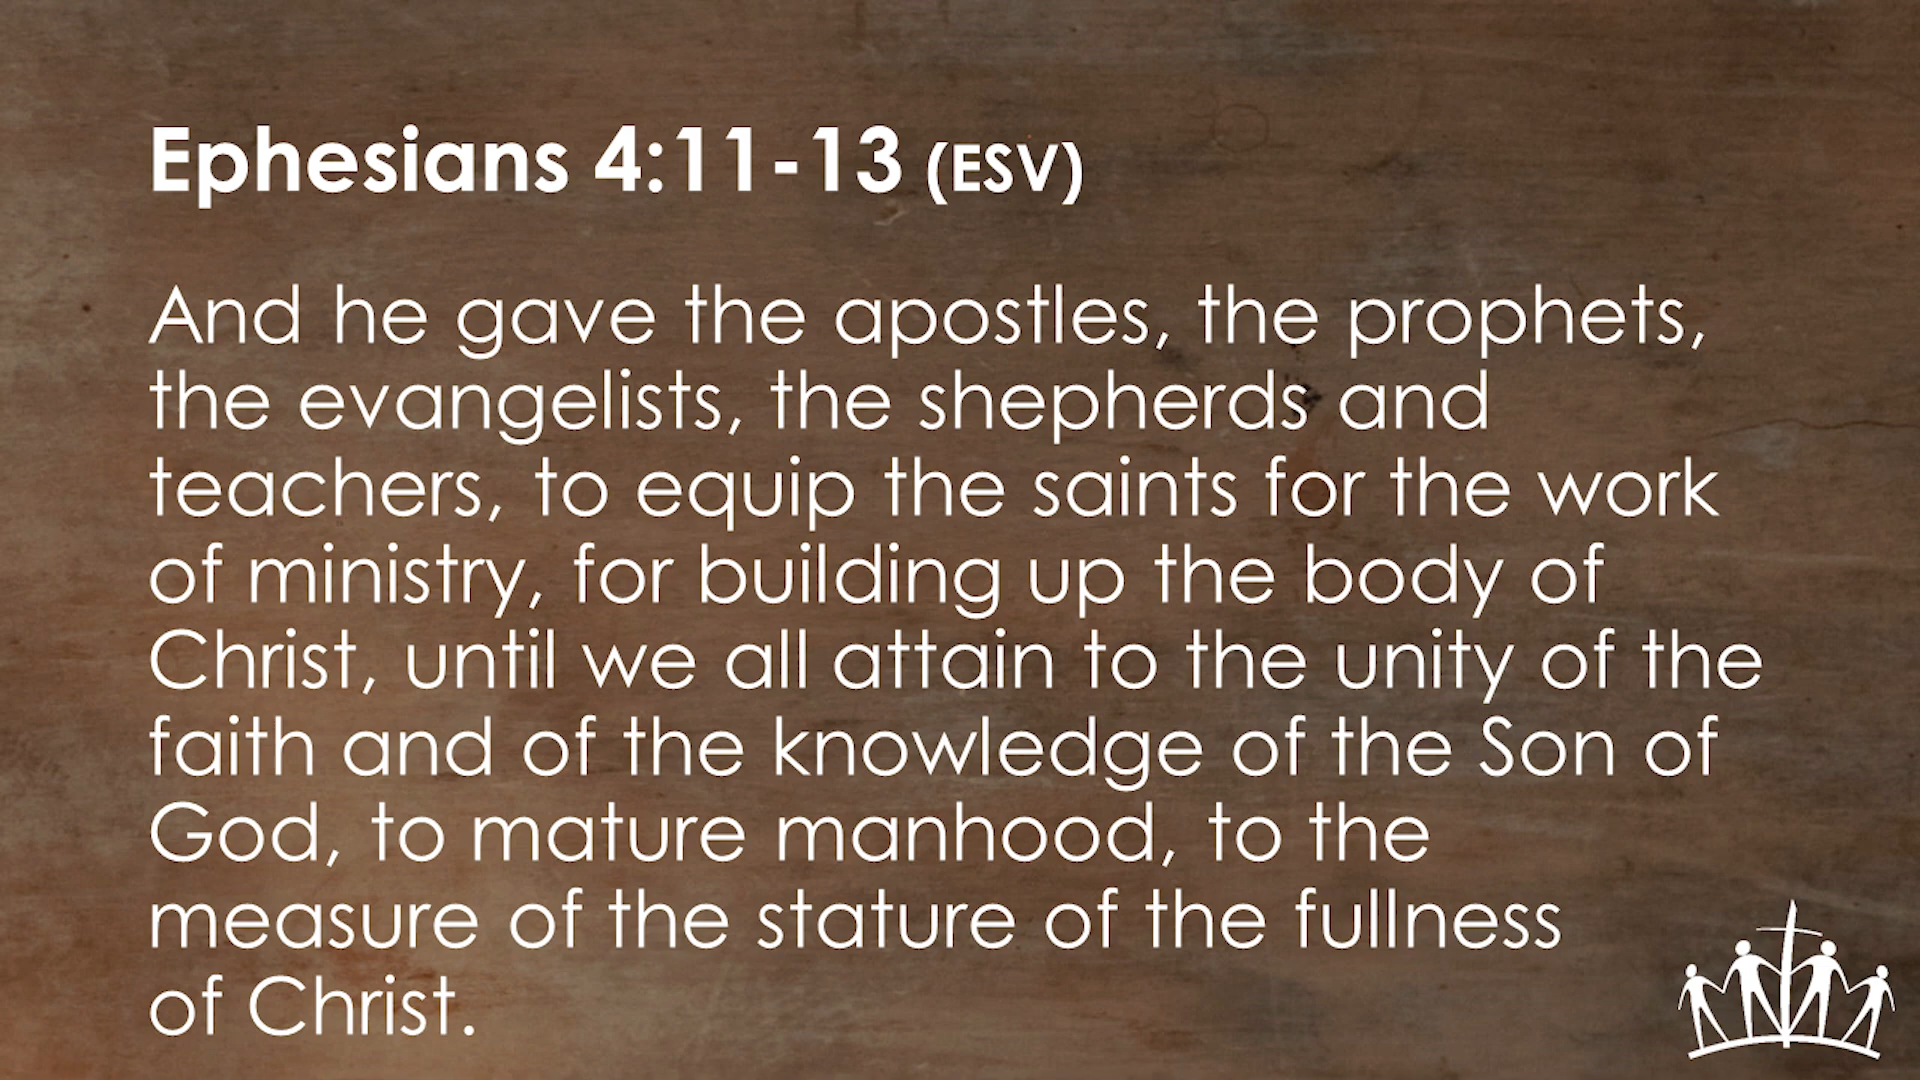 Ephesians 4:11-13 (ESV)
And he gave the apostles, the prophets,
the evangelists, the shepherds and
teachers, to equip the saints for the work
of ministry, for building up the body of
Christ, until we all attain to the unity of the
faith and of the knowledge of the Son of
God, to mature manhood, to the
measure of the stature of the fullness
of Christ.